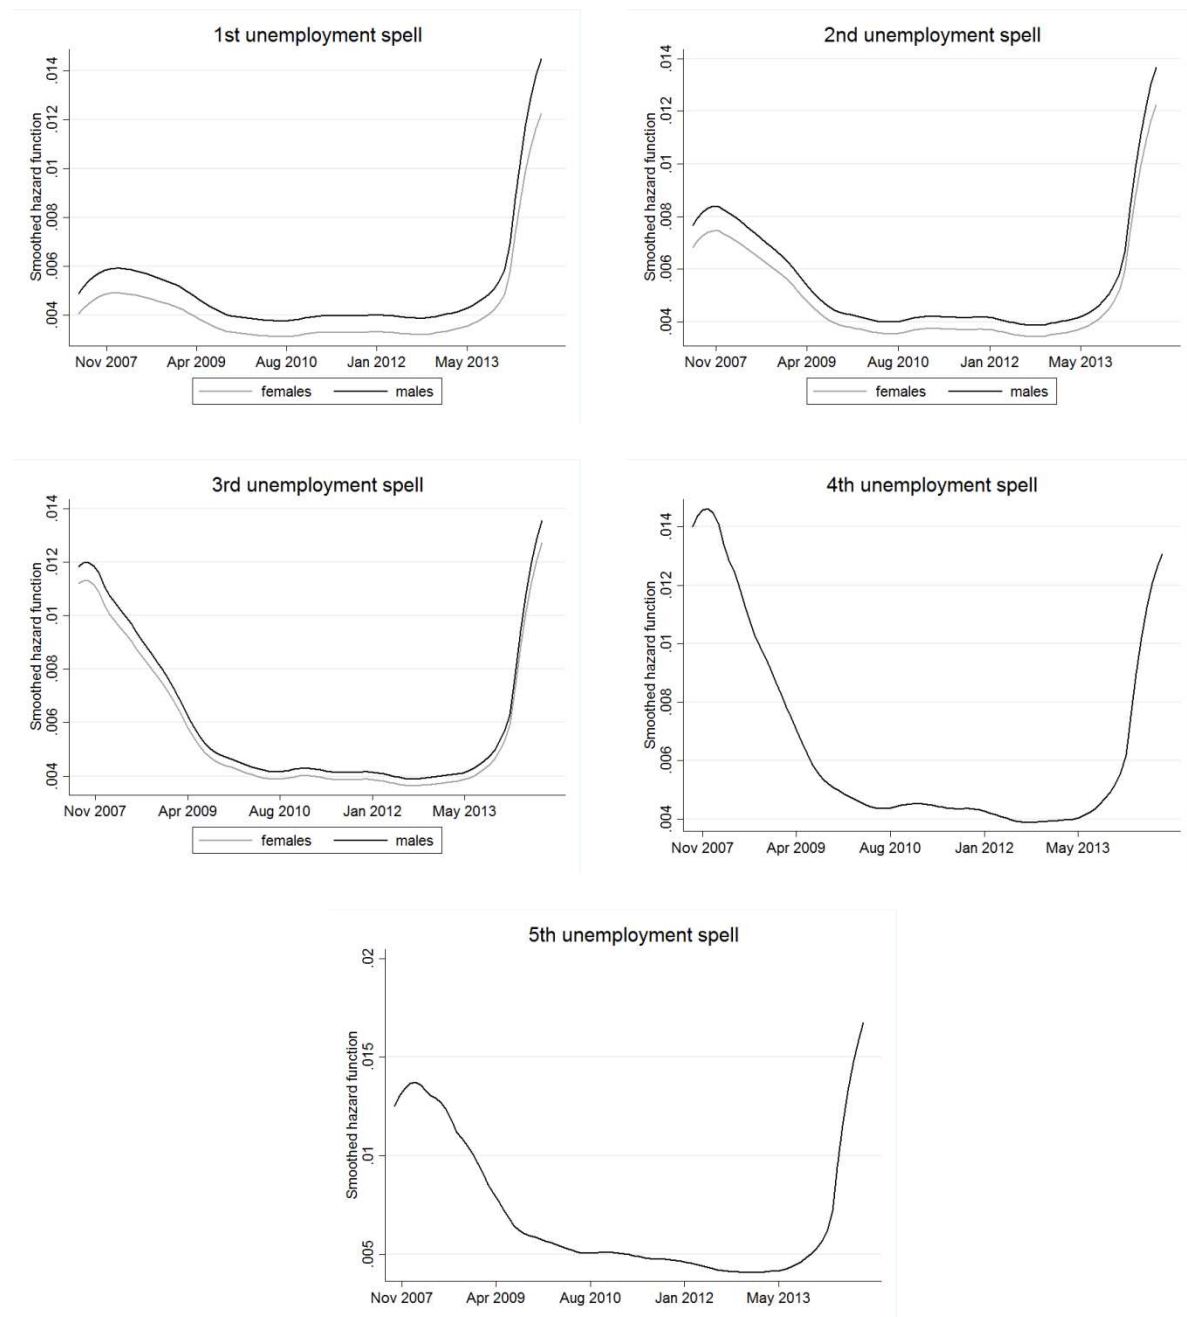 1st unemployment spell
Smoothed hazard function
.014
.012
.01
.008
.006
.004
Nov 2007 Apr 2009 Aug 2010 Jan 2012 May 2013
females males
2nd unemployment spell
Smoothed hazard function
.014
.012
.01
.008
.006
.004
Nov 2007 Apr 2009 Aug 2010 Jan 2012 May 2013
females males
3rd unemployment spell
Smoothed hazard function
.014
.012
.01
.008
.006
.004
Nov 2007 Apr 2009 Aug 2010 Jan 2012 May 2013
females males
4th unemployment spell
Smoothed hazard function
.014
.012
.01
.008
.006
.004
Nov 2007 Apr 2009 Aug 2010 Jan 2012 May 2013
5th unemployment spell
Smoothed hazard function
.02
.015
.01
.005
Nov 2007 Apr 2009 Aug 2010 Jan 2012 May 2013